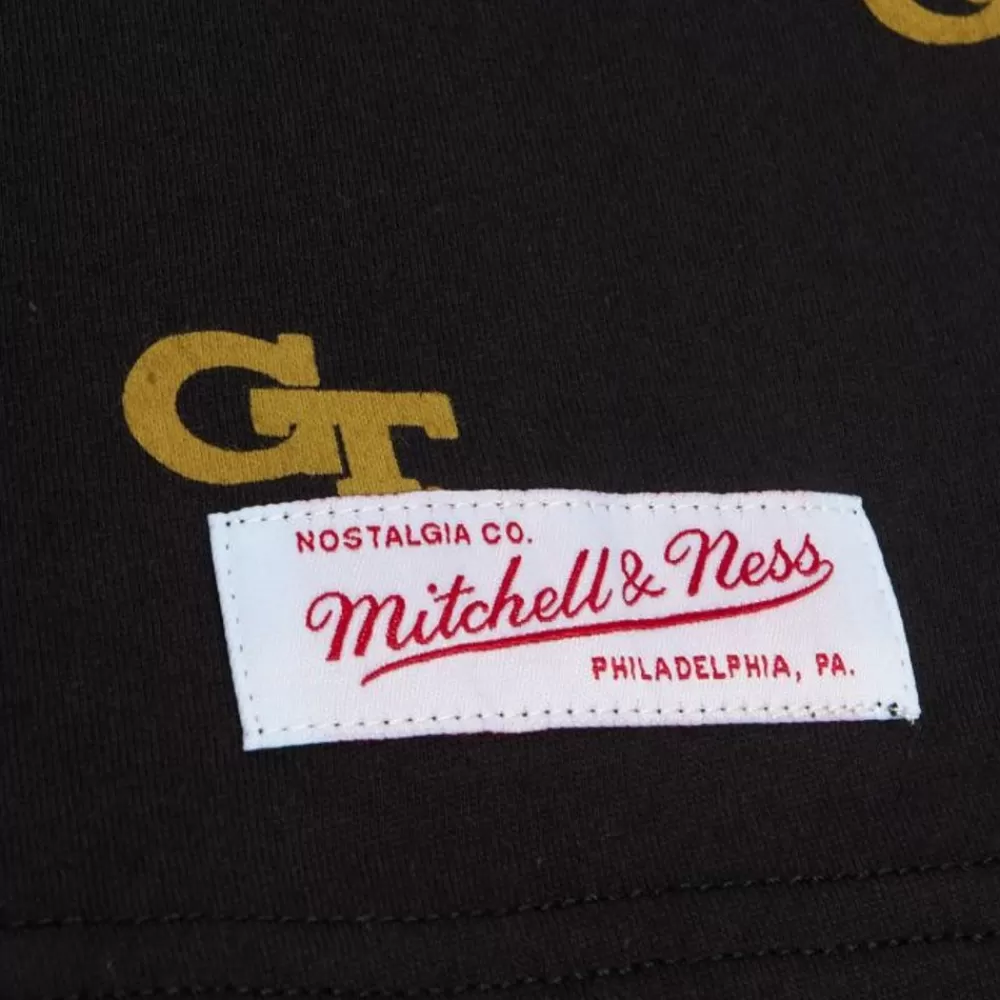 GT
NOSTALGIA CO.
Mitchell & Ness
PHILADELPHIA, PA.